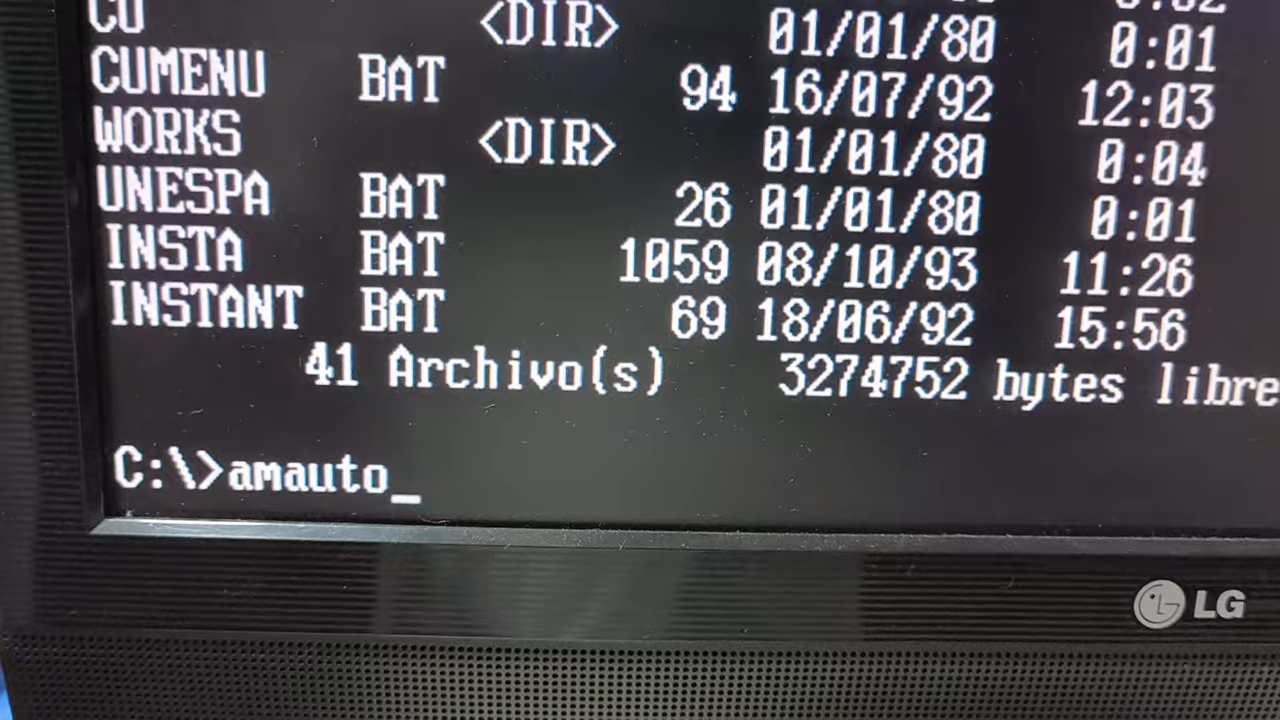 CU <DIR> 01/01/80 0:01
CUMENU BAT 94 16/07/92 12:03
WORKS <DIR> 01/01/80 0:04
UNESPA BAT 26 01/01/80 0:01
INSTA BAT 1059 08/10/93 11:26
INSTANT BAT 69 18/06/92 15:56
41 Archivo(s) 3274752 bytes libre
C:\>amauto_
LG